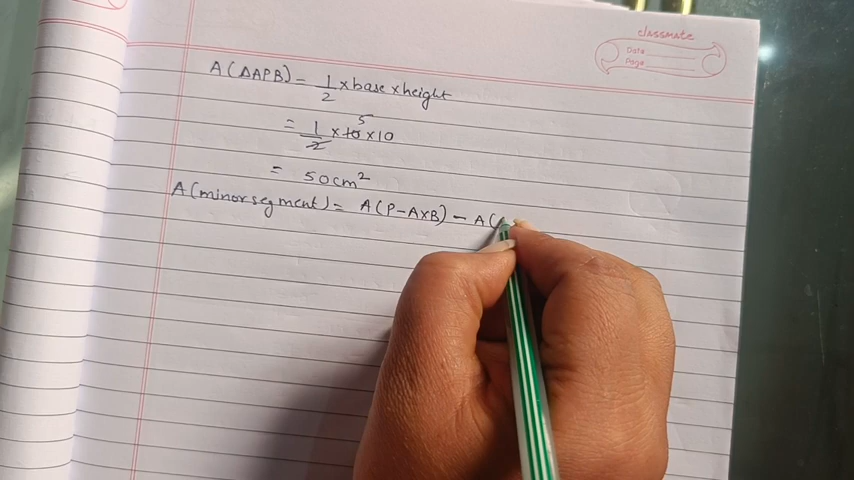 classmate
Date
Page
A(ΔAPB) = 1/2 × base × height
= 1/2 × 10 5 × 10
= 50cm²
A(minor segment) = A(P-AXB) - A(